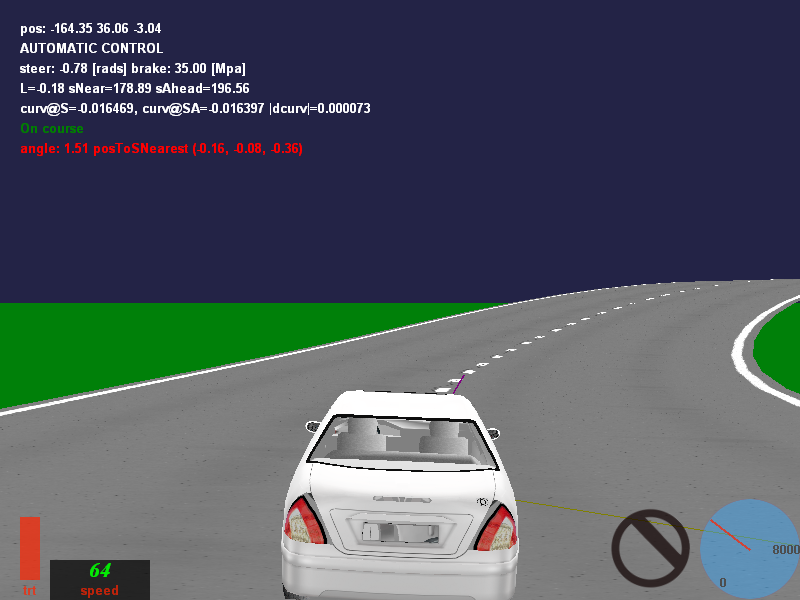 pos: -164.35 36.06 -3.04
AUTOMATIC CONTROL
steer: -0.78 [rads] brake: 35.00 [Mpa]
L=-0.18 sNear=178.89 sAhead=196.56
curv@S=-0.016469, curv@SA=-0.016397 |dcurv|=0.000073
On course
angle: 1.51 posToSNearest (-0.16, -0.08, -0.36)
8000
64
0
trt
speed